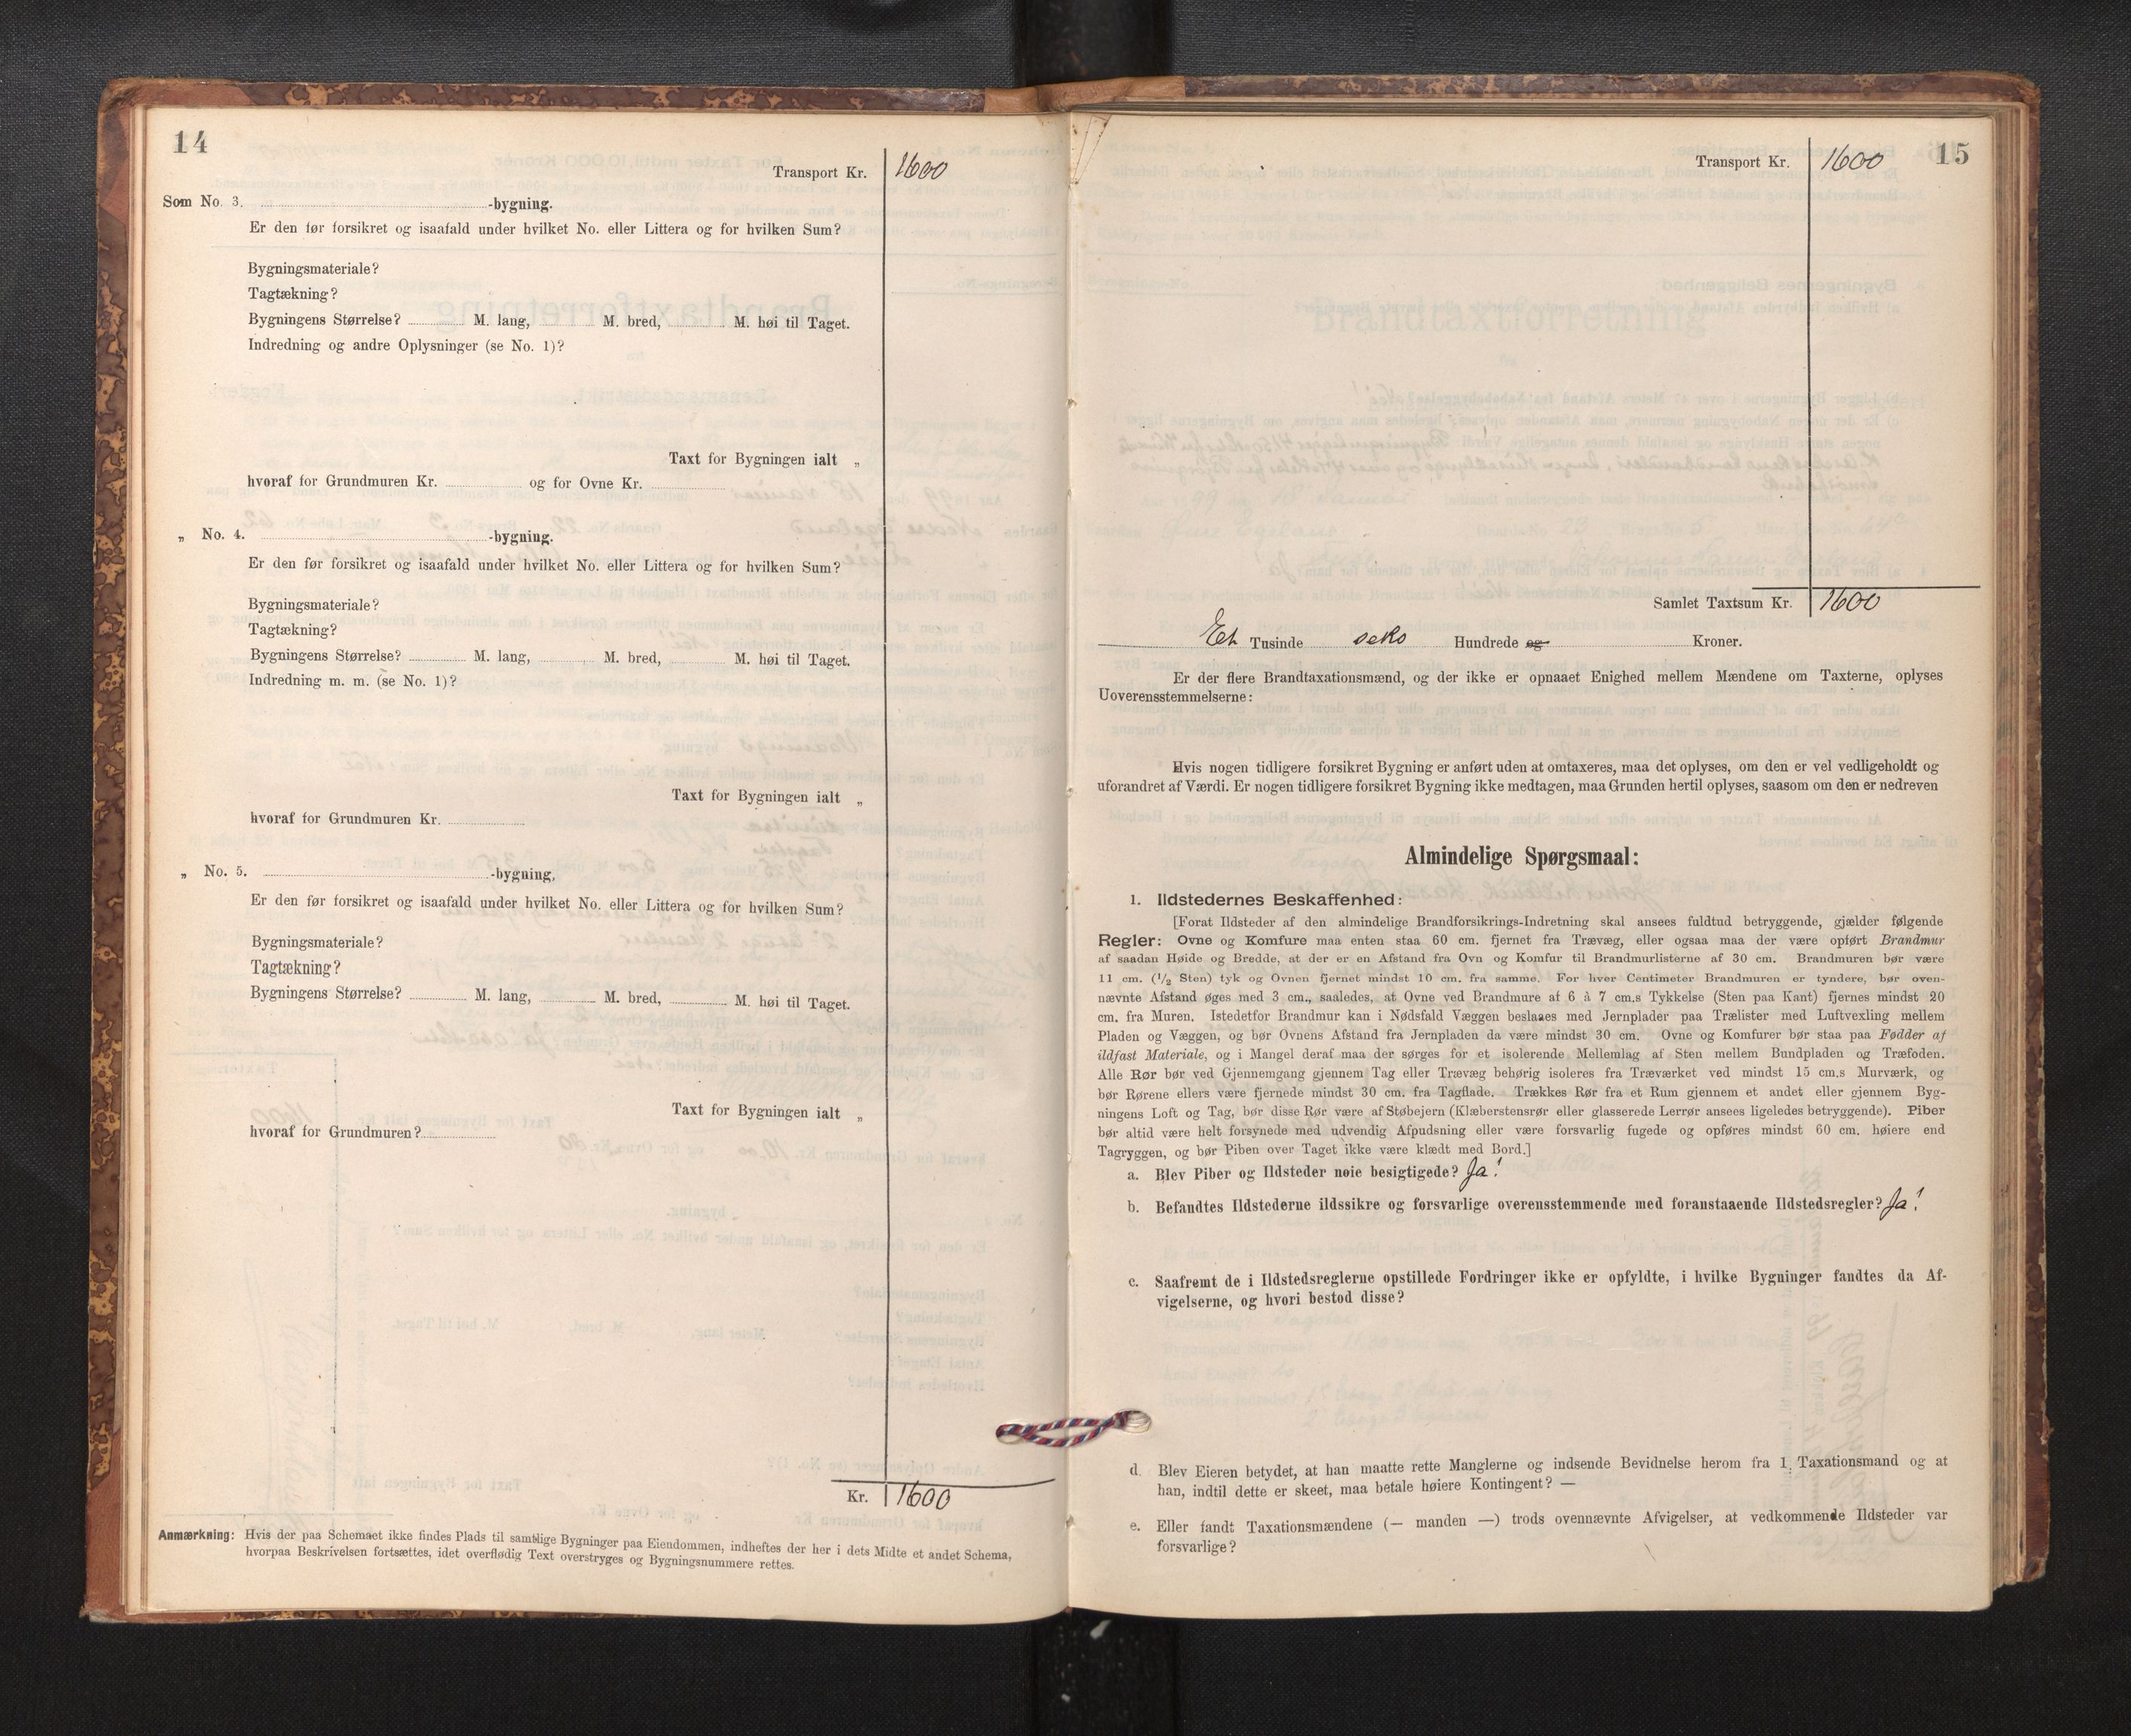 14
Transport Kr. 1600
Som No. 3. -bygning.
Er den før forsikret og isaafald under hvilket No. eller Littera og for hvilken Sum?
Bygningsmateriale?
Tagtækning?
Bygningens Størrelse? M. lang, M. bred, M. høi til Taget.
Indredning og andre Oplysninger (se No. 1)?
Taxt for Bygningen ialt „
hvoraf for Grundmuren Kr. og for Ovne Kr.
„ No. 4. -bygning.
Er den før forsikret og isaafald under hvilket No. eller Littera og for hvilken Sum?
Bygningsmateriale?
Tagtækning?
Bygningens Størrelse? M. lang, M. bred, M. høi til Taget.
Indredning m. m. (se No. 1)?
Taxt for Bygningen ialt „
hvoraf for Grundmuren Kr.
„ No. 5. -bygning,
Er den før forsikret og isaafald under hvilket No. eller Littera og for hvilken Sum?
Bygningsmateriale?
Tagtækning?
Bygningens Størrelse? M. lang, M. bred, M. høi til Taget.
Taxt for Bygningen ialt „
hvoraf for Grundmuren?
Kr. 1600
Anmærkning: Hvis der paa Schemaet ikke findes Plads til samtlige Bygninger paa Eiendommen, indheftes der her i dets Midte et andet Schema,
hvorpaa Beskrivelsen fortsættes, idet overflødig Text overstryges og Bygningsnummere rettes.
15
Transport Kr. 1600
Samlet Taxtsum Kr. 1600
Et Tusinde seks Hundrede og Kroner.
Er der flere Brandtaxationsmænd, og der ikke er opnaaet Enighed mellem Mændene om Taxterne, oplyses
Uoverensstemmelserne:
Hvis nogen tidligere forsikret Bygning er anført uden at omtaxeres, maa det oplyses, om den er vel vedligeholdt og
uforandret af Værdi. Er nogen tidligere forsikret Bygning ikke medtagen, maa Grunden hertil oplyses, saasom om den er nedreven
Almindelige Spørgsmaal:
1. Ildstedernes Beskaffenhed:
[Forat Ildsteder af den almindelige Brandforsikrings-Indretning skal ansees fuldtud betryggende, gjælder følgende
Regler: Ovne og Komfure maa enten staa 60 cm. fjernet fra Trævæg, eller ogsaa maa der være opført Brandmur
af saadan Høide og Bredde, at der er en Afstand fra Ovn og Komfur til Brandmurlisterne af 30 cm. Brandmuren bør være
11 cm. (1/2 Sten) tyk og Ovnen fjernet mindst 10 cm. fra samme. For hver Centimeter Brandmuren er tyndere, bør oven-
nævnte Afstand øges med 3 cm., saaledes, at Ovne ved Brandmure af 6 à 7 cm.s Tykkelse (Sten paa Kant) fjernes mindst 20
cm. fra Muren. Istedetfor Brandmur kan i Nødsfald Væggen beslaaes med Jernplader paa Trælister med Luftvexling mellem
Pladen og Væggen, og bør Ovnens Afstand fra Jernpladen da være mindst 30 cm. Ovne og Komfurer bør staa paa Fødder af
ildfast Materiale, og i Mangel deraf maa der sørges for et isolerende Mellemlag af Sten mellem Bundpladen og Træfoden.
Alle Rør bør ved Gjennemgang gjennem Tag eller Trævæg behørig isoleres fra Træværket ved mindst 15 cm.s Murværk, og
bør Rørene ellers være fjernede mindst 30 cm. fra Tagflade. Trækkes Rør fra et Rum gjennem et andet eller gjennem Byg-
ningens Loft og Tag, bør disse Rør være af Støbejern (Klæberstensrør eller glasserede Lerrør ansees ligeledes betryggende). Piber
bør altid være helt forsynede med udvendig Afpudsning eller være forsvarlig fugede og opføres mindst 60 cm. høiere end
Tagryggen, og bør Piben over Taget ikke være klædt med Bord.]
a. Blev Piber og Ildsteder nøie besigtigede? Ja!
b. Befandtes Ildstederne ildssikre og forsvarlige overensstemmende med foranstaaende Ildstedsregler? Ja!
c. Saafremt de i Ildstedsreglerne opstillede Fordringer ikke er opfyldte, i hvilke Bygninger fandtes da Af-
vigelserne, og hvori bestod disse?
d. Blev Eieren betydet, at han maatte rette Manglerne og indsende Bevidnelse herom fra 1. Taxationsmand og at
han, indtil dette er skeet, maa betale høiere Kontingent? —
e. Eller fandt Taxationsmændene (— manden —) trods ovennævnte Afvigelser, at vedkommende Ildsteder var
forsvarlige?